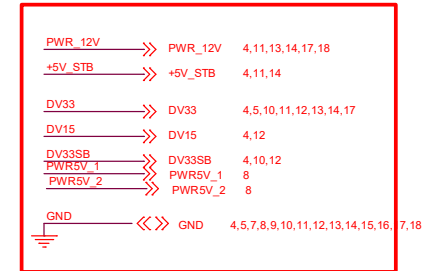 PWR_12V PWR_12V 4,11,13,14,17,18
+5V_STB +5V_STB 4,11,14
DV33 DV33 4,5,10,11,12,13,14,17
DV15 DV15 4,12
DV33SB DV33SB 4,10,12
PWR5V_1 PWR5V_1 8
PWR5V_2 PWR5V_2 8
GND GND 4,5,7,8,9,10,11,12,13,14,15,16,17,18